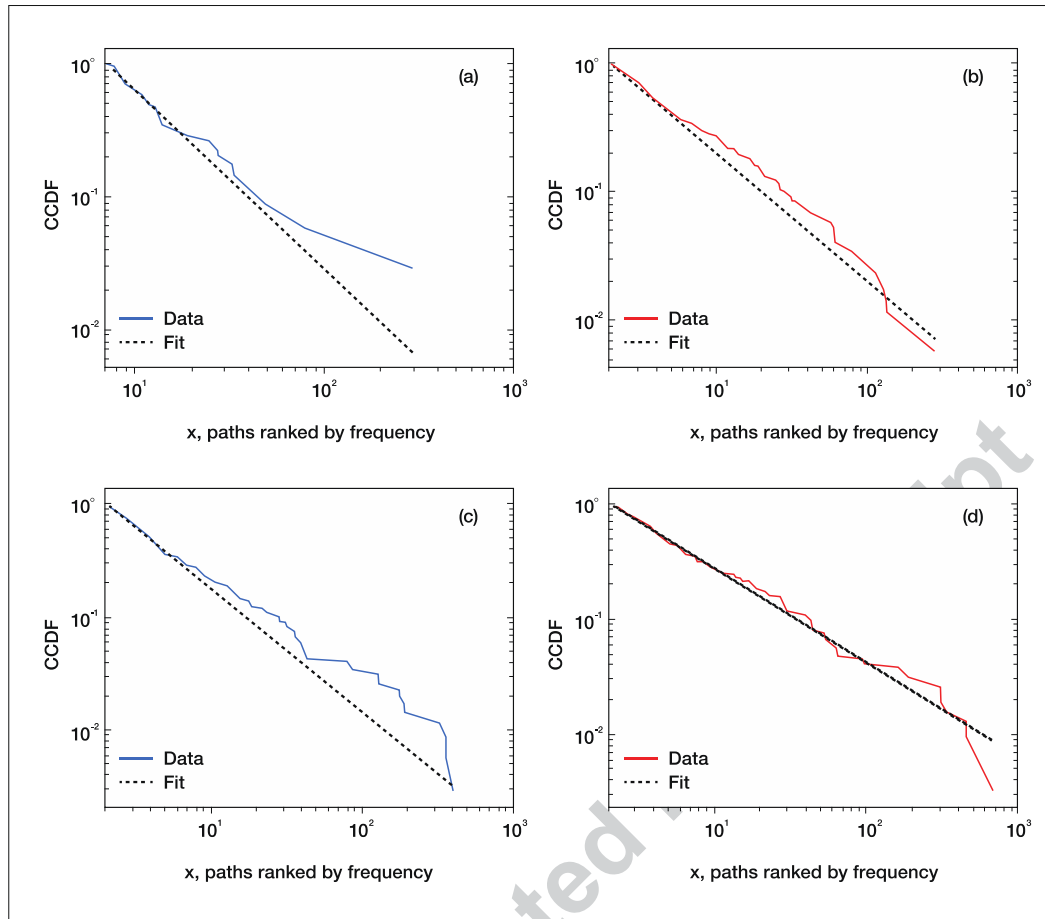 (a)
10°
10⁻¹
10⁻²
CCDF
Data
Fit
10¹
10²
10³
x, paths ranked by frequency
(b)
10°
10⁻¹
10⁻²
CCDF
Data
Fit
10¹
10²
10³
x, paths ranked by frequency
(c)
10°
10⁻¹
10⁻²
CCDF
Data
Fit
10¹
10²
10³
x, paths ranked by frequency
(d)
10°
10⁻¹
10⁻²
CCDF
Data
Fit
10¹
10²
10³
x, paths ranked by frequency